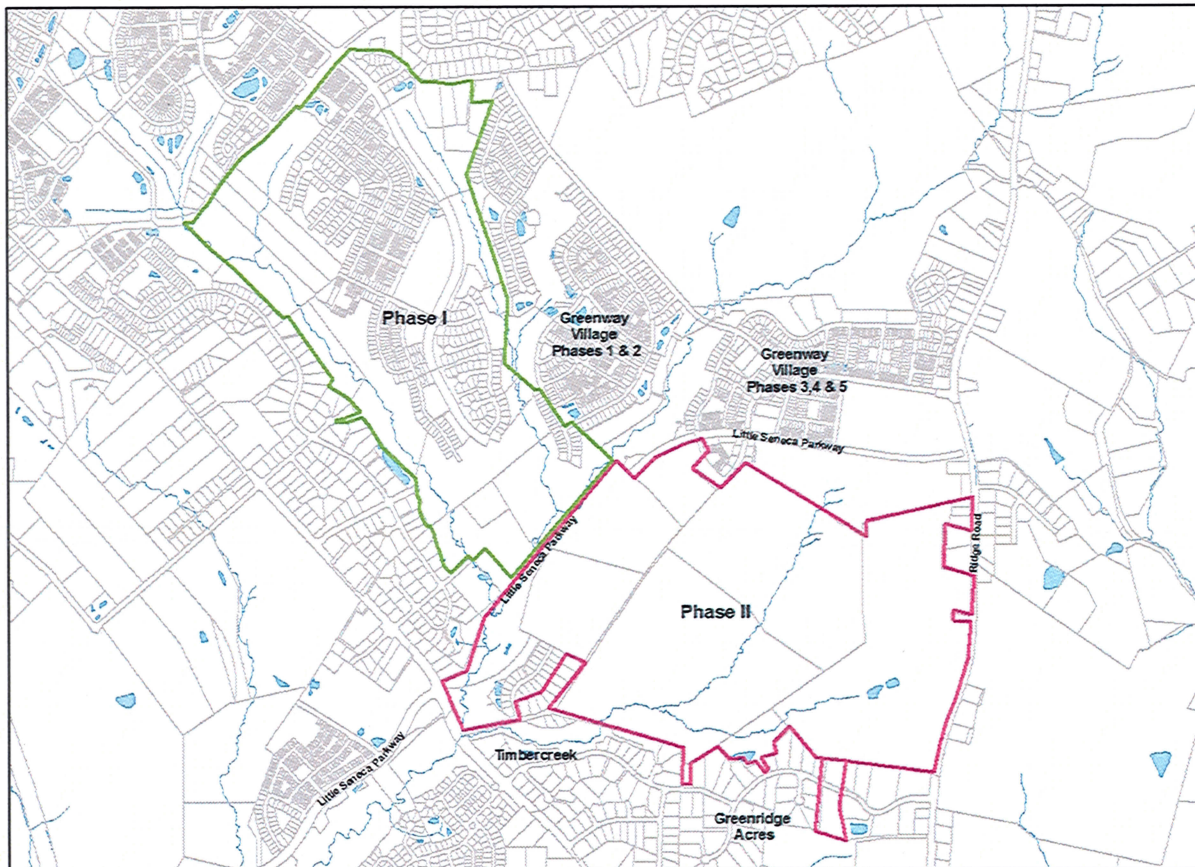 Phase I
Greenway
Village
Phases 1 & 2
Greenway
Village
Phases 3,4 & 5
Little Seneca Parkway
Little Seneca Parkway
Ridge Road
Phase II
Timbercreek
Little Seneca Parkway
Greenridge
Acres